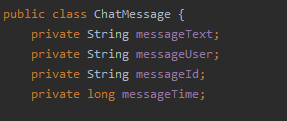 public class ChatMessage {
    private String messageText;
    private String messageUser;
    private String messageId;
    private long messageTime;